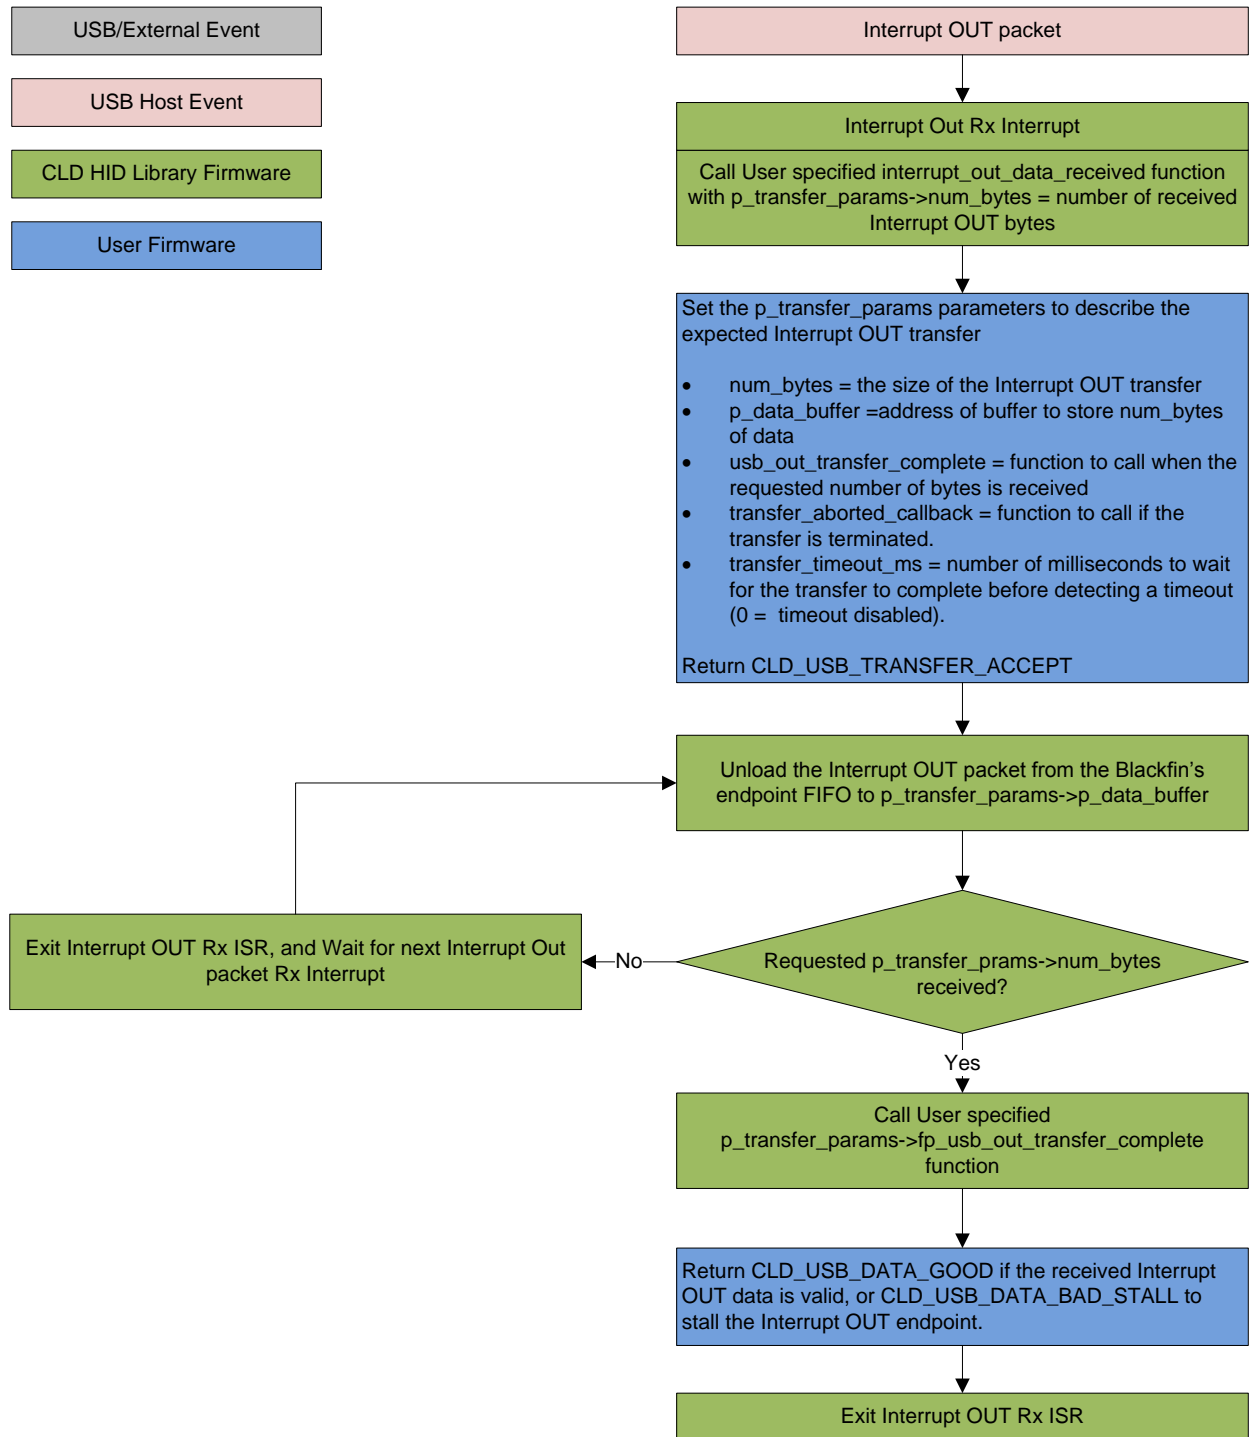 USB/External Event
USB Host Event
CLD HID Library Firmware
User Firmware
Interrupt OUT packet
Interrupt Out Rx Interrupt
Call User specified interrupt_out_data_received function
with p_transfer_params->num_bytes = number of received
Interrupt OUT bytes
Set the p_transfer_params parameters to describe the
expected Interrupt OUT transfer
• num_bytes = the size of the Interrupt OUT transfer
• p_data_buffer =address of buffer to store num_bytes
of data
• usb_out_transfer_complete = function to call when the
requested number of bytes is received
• transfer_aborted_callback = function to call if the
transfer is terminated.
• transfer_timeout_ms = number of milliseconds to wait
for the transfer to complete before detecting a timeout
(0 = timeout disabled).
Return CLD_USB_TRANSFER_ACCEPT
Unload the Interrupt OUT packet from the Blackfin's
endpoint FIFO to p_transfer_params->p_data_buffer
Exit Interrupt OUT Rx ISR, and Wait for next Interrupt Out
packet Rx Interrupt
No
Requested p_transfer_prams->num_bytes
received?
Yes
Call User specified
p_transfer_params->fp_usb_out_transfer_complete
function
Return CLD_USB_DATA_GOOD if the received Interrupt
OUT data is valid, or CLD_USB_DATA_BAD_STALL to
stall the Interrupt OUT endpoint.
Exit Interrupt OUT Rx ISR